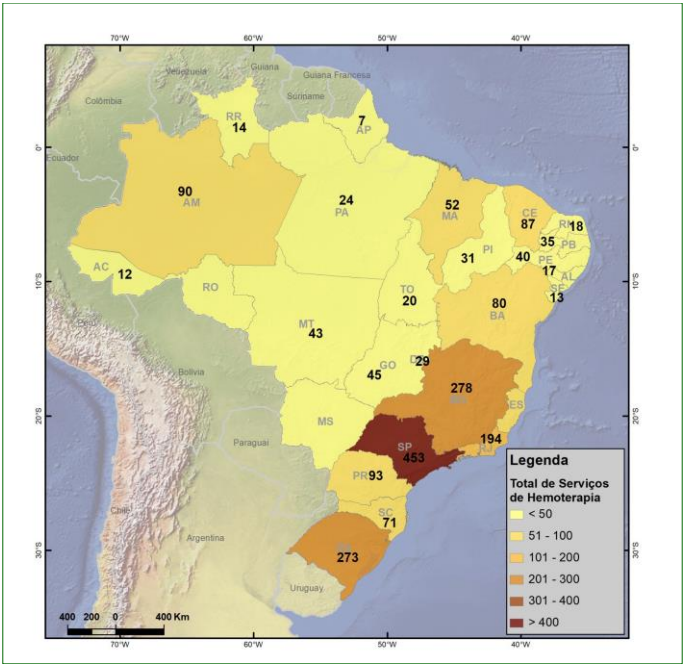 70°W 60°W 50°W 40°W
Venezuela
Guiana
Guiana Francesa
Suriname
Colômbia
RR
14
7
AP
0° 0°
Ecuador
90
AM
24
PA
52
MA
CE
87
RN
18
31
PI
35
PB
40
PE
17
AL
SE
13
AC
12
RO
TO
20
80
BA
10°S 10°S
MT
43
29
GO
45
Bolivia
278
MS
ES
20°S 20°S
Paraguai
SP
453
194
RJ
PR
93
SC
71
Chile
Argentina
273
30°S 30°S
Uruguay
Legenda
Total de Serviços
de Hemoterapia
< 50
51 - 100
101 - 200
201 - 300
301 - 400
> 400
400 200 0 400 Km
70°W 60°W 50°W 40°W